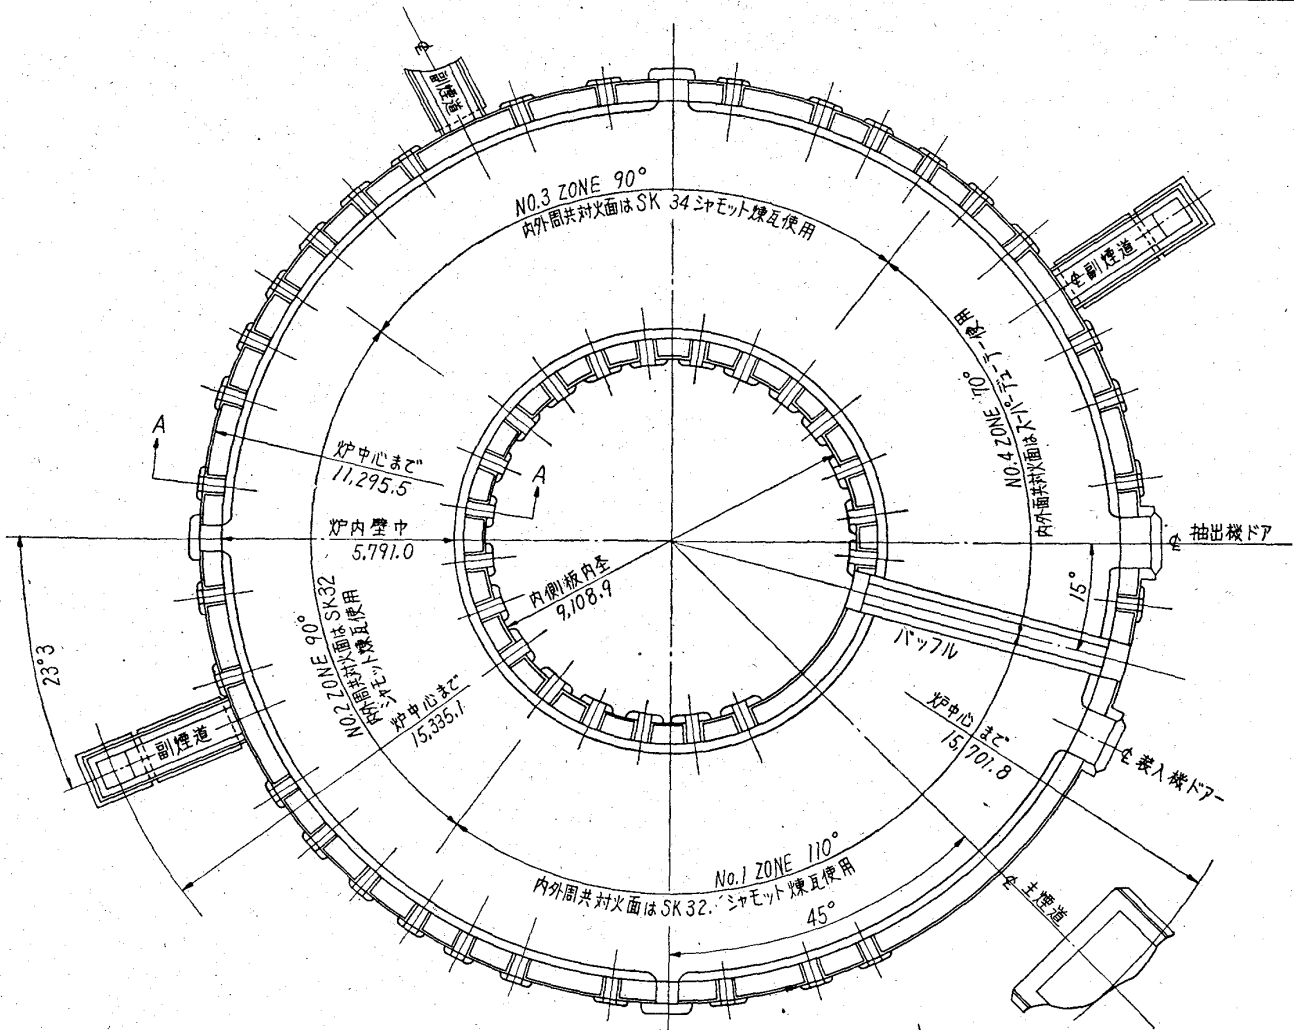 副煙道
NO.3 ZONE 90°
内外周共対火面はSK 34シャモット煉瓦使用
副煙道
NO.4 ZONE 70°
内外面共対火面はスーパーデューテー使用
A
A
炉中心まで
11,295.5
炉内壁巾
5,791.0
内側板内全
9,108.9
抽出機ドア
15°
バッフル
NO.2 ZONE 90°
内外周共対火面はSK32
シャモット煉瓦使用
23°3
炉中心まで
15,335.1
炉中心まで
15,701.8
副煙道
装入機ドアー
No.1 ZONE 110°
内外周共対火面はSK32.シャモット煉瓦使用
45°
主煙道